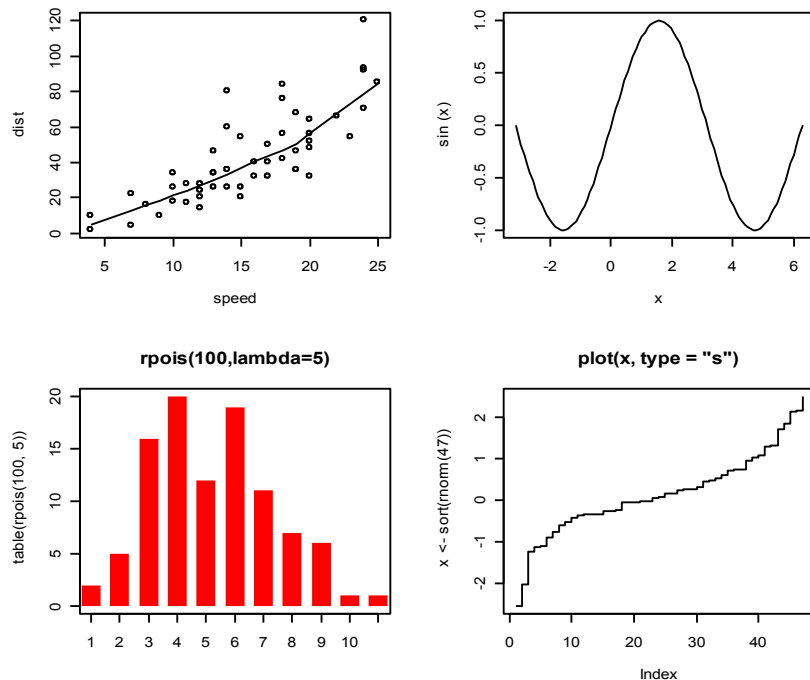 dist
0 20 40 60 80 100 120
5 10 15 20 25
speed
sin (x)
-1.0 -0.5 0.0 0.5 1.0
-2 0 2 4 6
x
rpois(100,lambda=5)
table(rpois(100, 5))
0 5 10 15 20
1 2 3 4 5 6 7 8 9 10
plot(x, type = "s")
x <- sort(rnorm(47))
-2 -1 0 1 2
0 10 20 30 40
Index